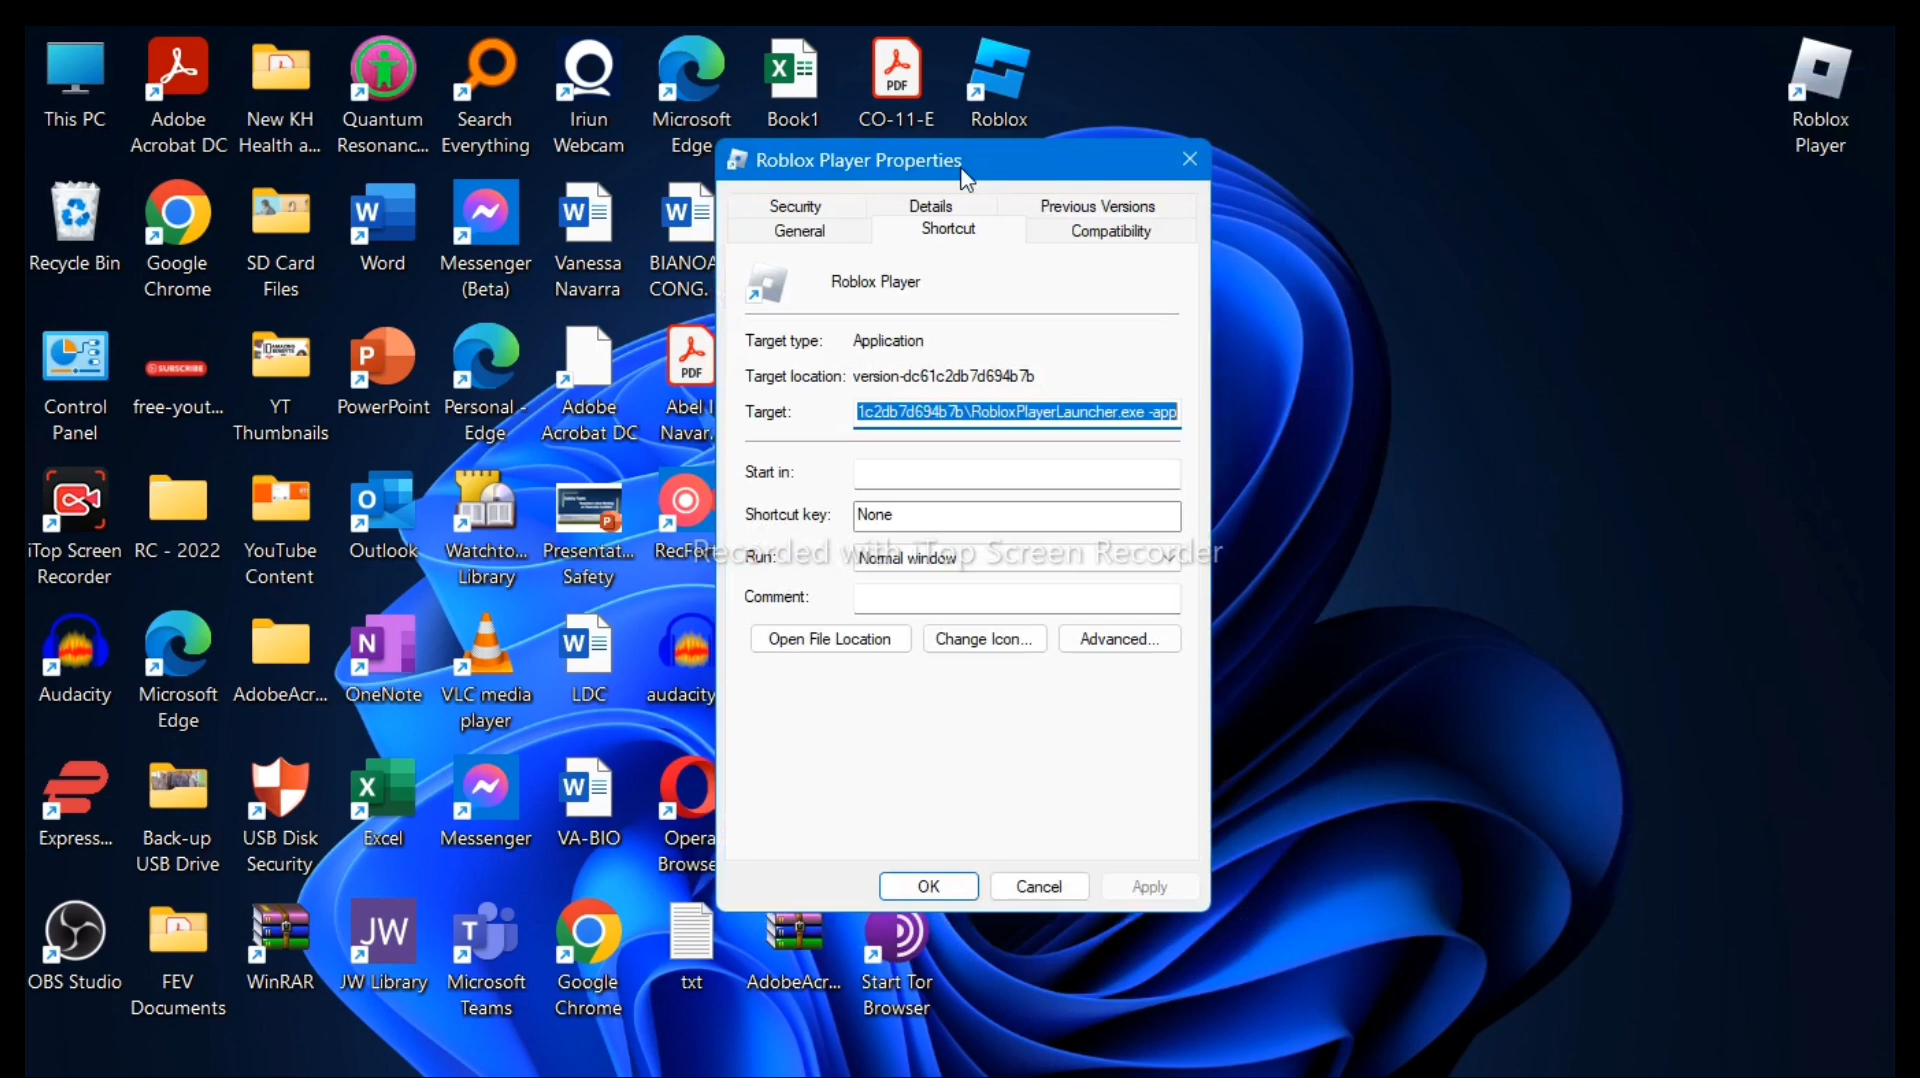 This PC
Adobe
Acrobat DC
New KH
Health a...
Quantum
Resonanc...
Search
Everything
Iriun
Webcam
Microsoft
Edge
Book1
PDF
CO-11-E
Roblox
Roblox
Player
Recycle Bin
Google
Chrome
SD Card
Files
Word
Messenger
(Beta)
Vanessa
Navarra
BIANOA
CONG.
Control
Panel
SUBSCRIBE
free-yout...
YT
Thumbnails
PowerPoint
Personal -
Edge
Adobe
Acrobat DC
PDF
Abel
Navar.
iTop Screen
Recorder
RC - 2022
YouTube
Content
Outlook
Watchto...
Library
Presentat...
Safety
RecFor
Audacity
Microsoft
Edge
AdobeAcr...
OneNote
VLC media
player
LDC
audacity
Express...
Back-up
USB Drive
USB Disk
Security
Excel
Messenger
VA-BIO
Opera
Browse
OBS Studio
FEV
Documents
WinRAR
JW
JW Library
Microsoft
Teams
Google
Chrome
txt
AdobeAcr...
Start Tor
Browser
Roblox Player Properties
Security Details Previous Versions
General Shortcut Compatibility
Roblox Player
Target type: Application
Target location: version-dc61c2db7d694b7b
Target: 1c2db7d694b7b\RobloxPlayerLauncher.exe -app
Start in:
Shortcut key: None
Run: Normal window
Recorded with iTop Screen Recorder
Comment:
Open File Location Change Icon... Advanced...
OK Cancel Apply